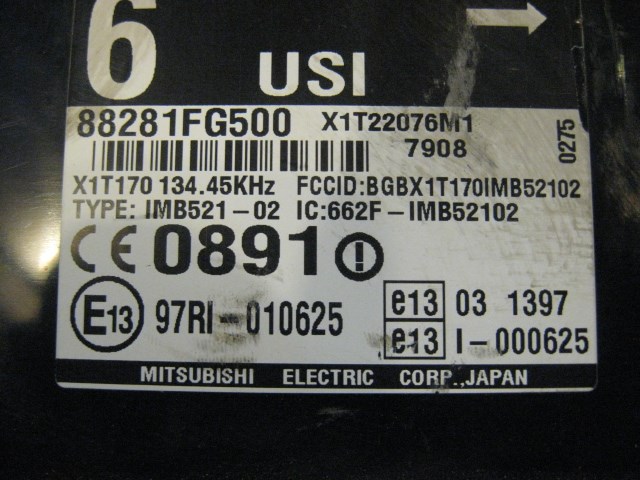 6
USI
88281FG500 X1T22076M1
7908
0275
X1T170 134.45KHz FCCID:BGBX1T170IMB52102
TYPE: IMB521-02 IC:662F-IMB52102
CE 0891
E13 97RI-010625
e13 03 1397
e13 I-000625
MITSUBISHI ELECTRIC CORP.,JAPAN